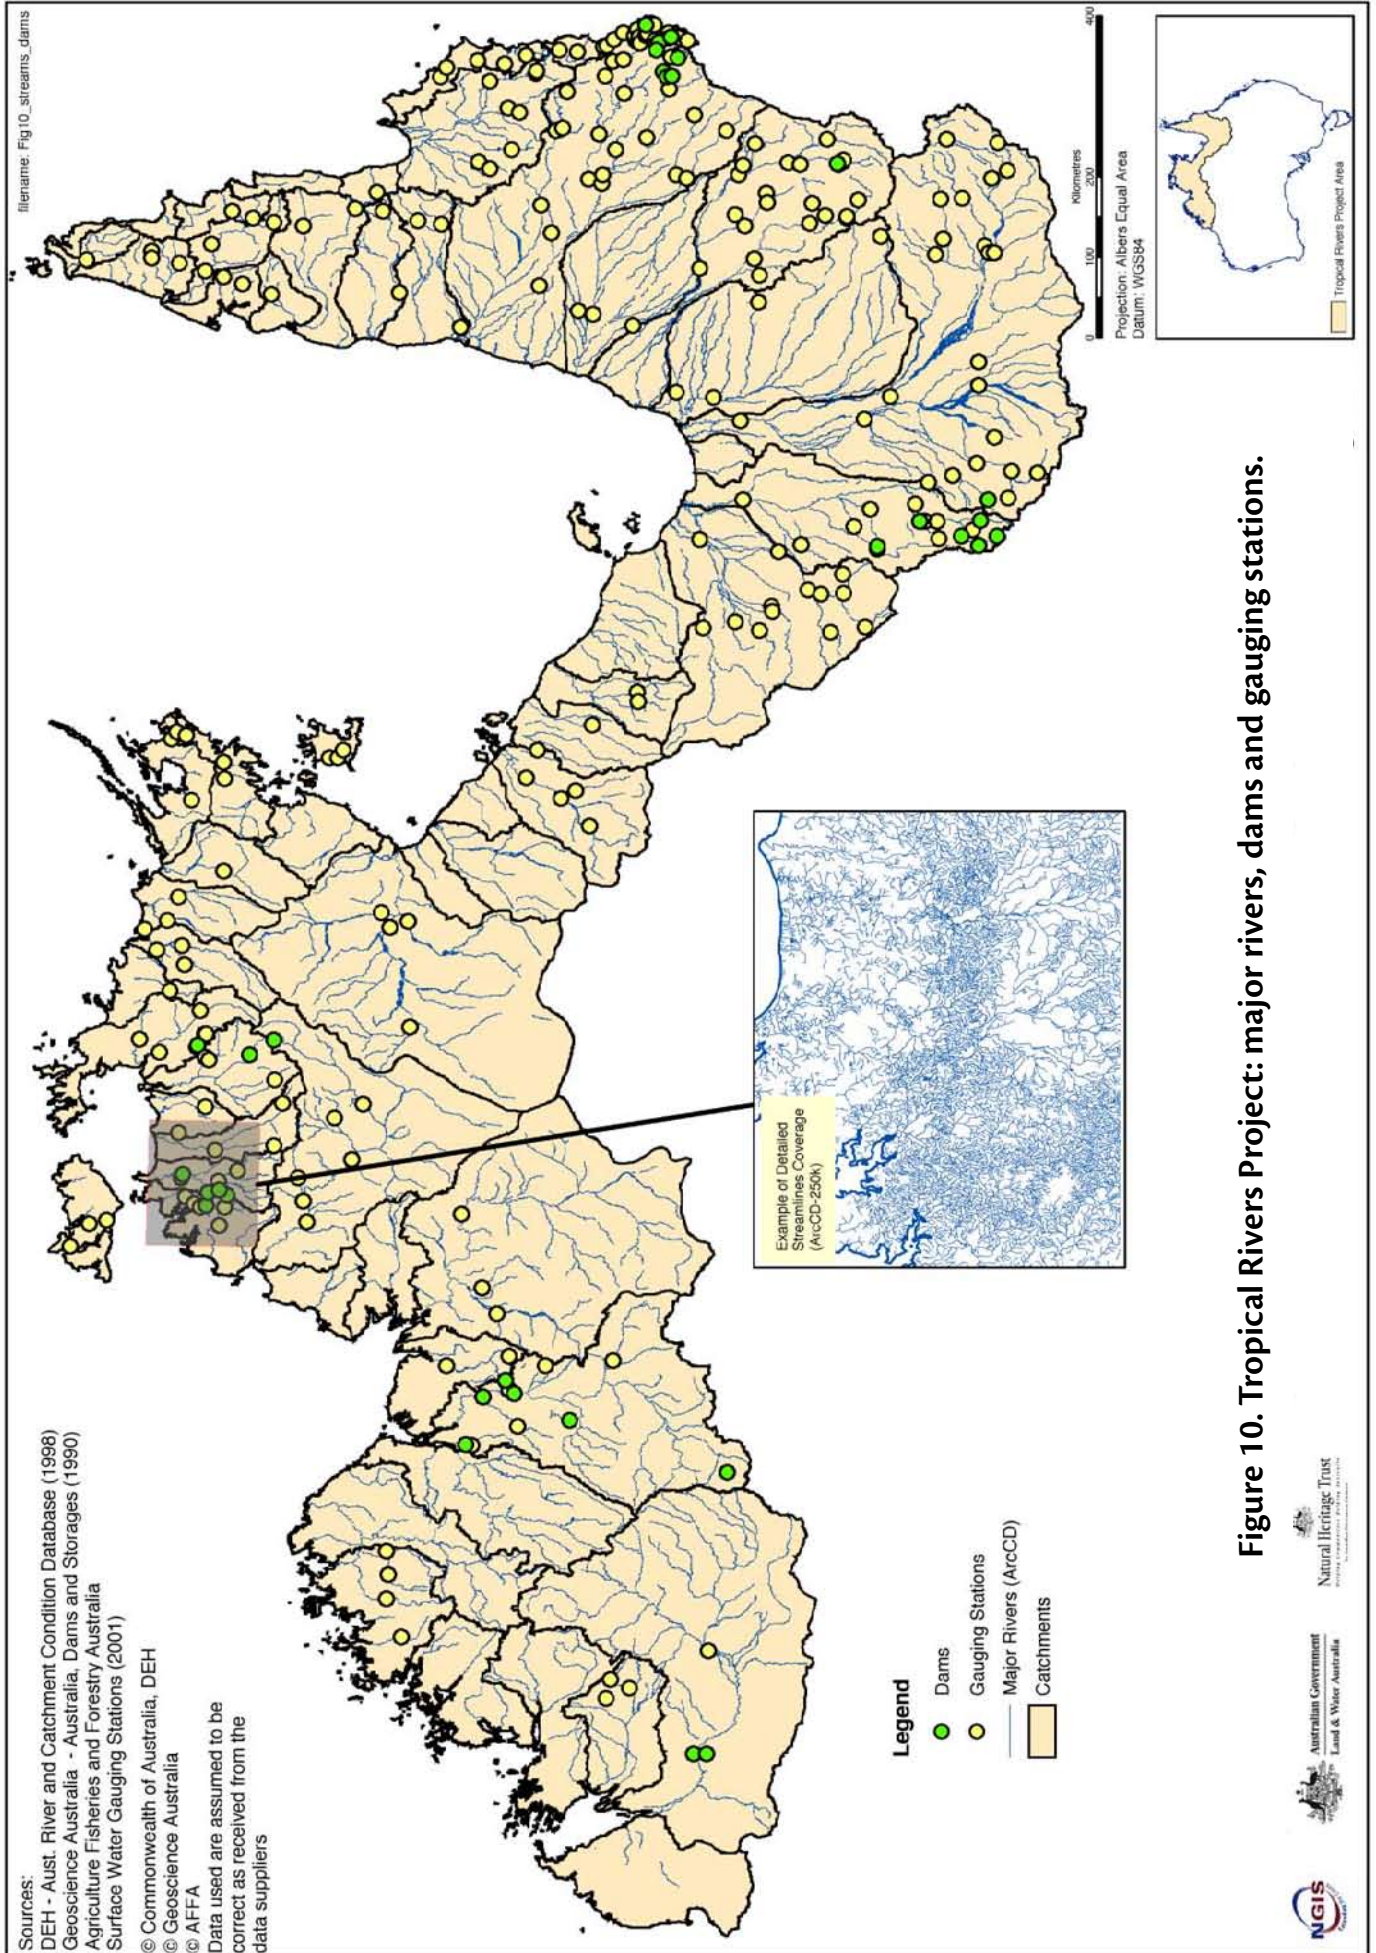 filename: Fig10_streams_dams
Sources:
DEH - Aust. River and Catchment Condition Database (1998)
Geoscience Australia - Australia, Dams and Storages (1990)
Agriculture Fisheries and Forestry Australia
Surface Water Gauging Stations (2001)
© Commonwealth of Australia, DEH
© Geoscience Australia
© AFFA
Data used are assumed to be
correct as received from the
data suppliers
Example of Detailed
Streamlines Coverage
(ArcCD-250k)
Legend
Dams
Gauging Stations
Major Rivers (ArcCD)
Catchments
Kilometres
0 100 200 400
Projection: Albers Equal Area
Datum: WGS84
Tropical Rivers Project Area
Figure 10. Tropical Rivers Project: major rivers, dams and gauging stations.
NGIS
Australian Government
Land & Water Australia
Natural Heritage Trust